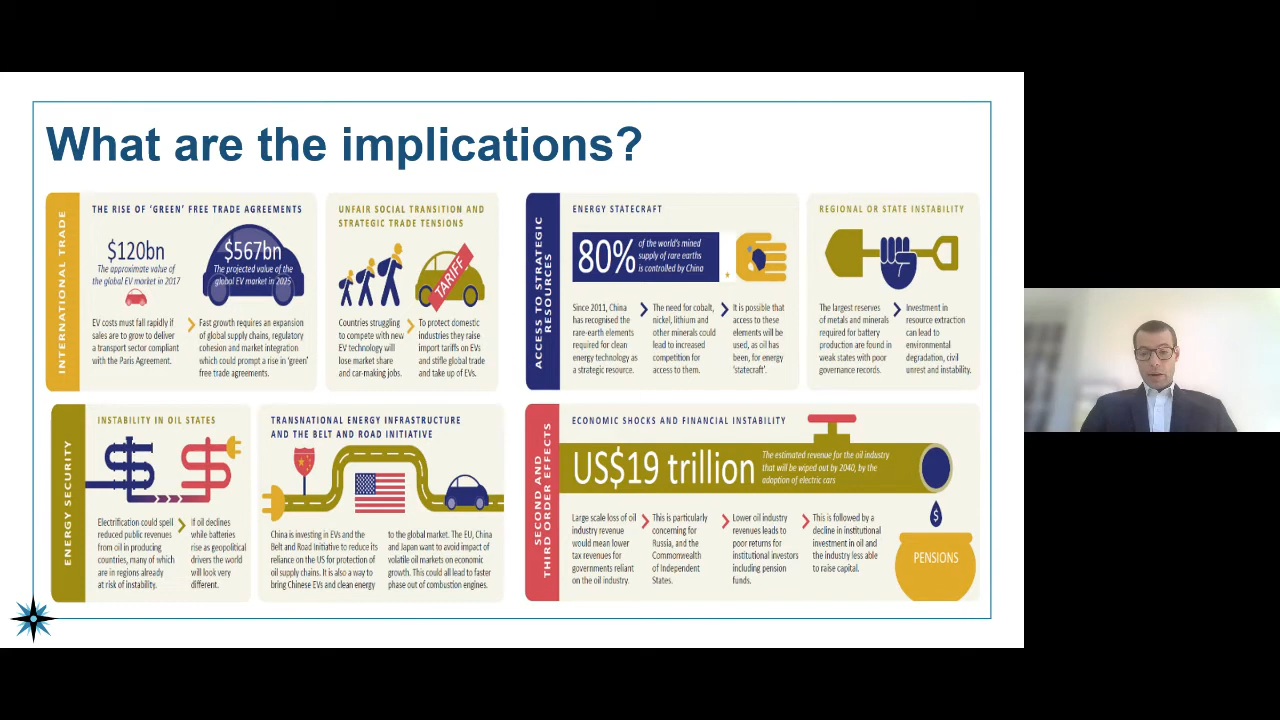 What are the implications?
INTERNATIONAL TRADE
THE RISE OF 'GREEN' FREE TRADE AGREEMENTS
$120bn
The approximate value of
the global EV market in 2017
$567bn
The projected value of the
global EV market in 2025
EV costs must fall rapidly if
sales are to grow to deliver
a transport sector compliant
with the Paris Agreement.
Fast growth requires an expansion
of global supply chains, regulatory
cohesion and market integration
which could prompt a rise in 'green'
free trade agreements.
UNFAIR SOCIAL TRANSITION AND
STRATEGIC TRADE TENSIONS
TARIFF
Countries struggling
to compete with new
EV technology will
lose market share
and car-making jobs.
To protect domestic
industries they raise
import tariffs on EVs
and stifle global trade
and take up of EVs.
ACCESS TO STRATEGIC
RESOURCES
ENERGY STATECRAFT
80%
of the world's mined
supply of rare earths
is controlled by China
Since 2011, China
has recognised the
rare-earth elements
required for clean
energy technology as
a strategic resource.
The need for cobalt,
nickel, lithium and
other minerals could
lead to increased
competition for
access to them.
It is possible that
access to these
elements will be
used, as oil has
been, for energy
'statecraft'.
REGIONAL OR STATE INSTABILITY
The largest reserves
of metals and minerals
required for battery
production are found in
weak states with poor
governance records.
Investment in
resource extraction
can lead to
environmental
degradation, civil
unrest and instability.
ENERGY SECURITY
INSTABILITY IN OIL STATES
Electrification could spell
reduced public revenues
from oil in producing
countries, many of which
are in regions already
at risk of instability.
If oil declines
while batteries
rise as geopolitical
drivers the world
will look very
different.
TRANSNATIONAL ENERGY INFRASTRUCTURE
AND THE BELT AND ROAD INITIATIVE
China is investing in EVs and the
Belt and Road Initiative to reduce its
reliance on the US for protection of
oil supply chains. It is also a way to
bring Chinese EVs and clean energy
to the global market. The EU, China
and Japan want to avoid impact of
volatile oil markets on economic
growth. This could all lead to faster
phase out of combustion engines.
SECOND AND
THIRD ORDER EFFECTS
ECONOMIC SHOCKS AND FINANCIAL INSTABILITY
US$19 trillion
The estimated revenue for the oil industry
that will be wiped out by 2040, by the
adoption of electric cars
Large scale loss of oil
industry revenue
would mean lower
tax revenues for
governments reliant
on the oil industry.
This is particularly
concerning for
Russia, and the
Commonwealth
of Independent
States.
Lower oil industry
revenues leads to
poor returns for
institutional investors
including pension
funds.
This is followed by a
decline in institutional
investment in oil and
the industry less able
to raise capital.
$
PENSIONS